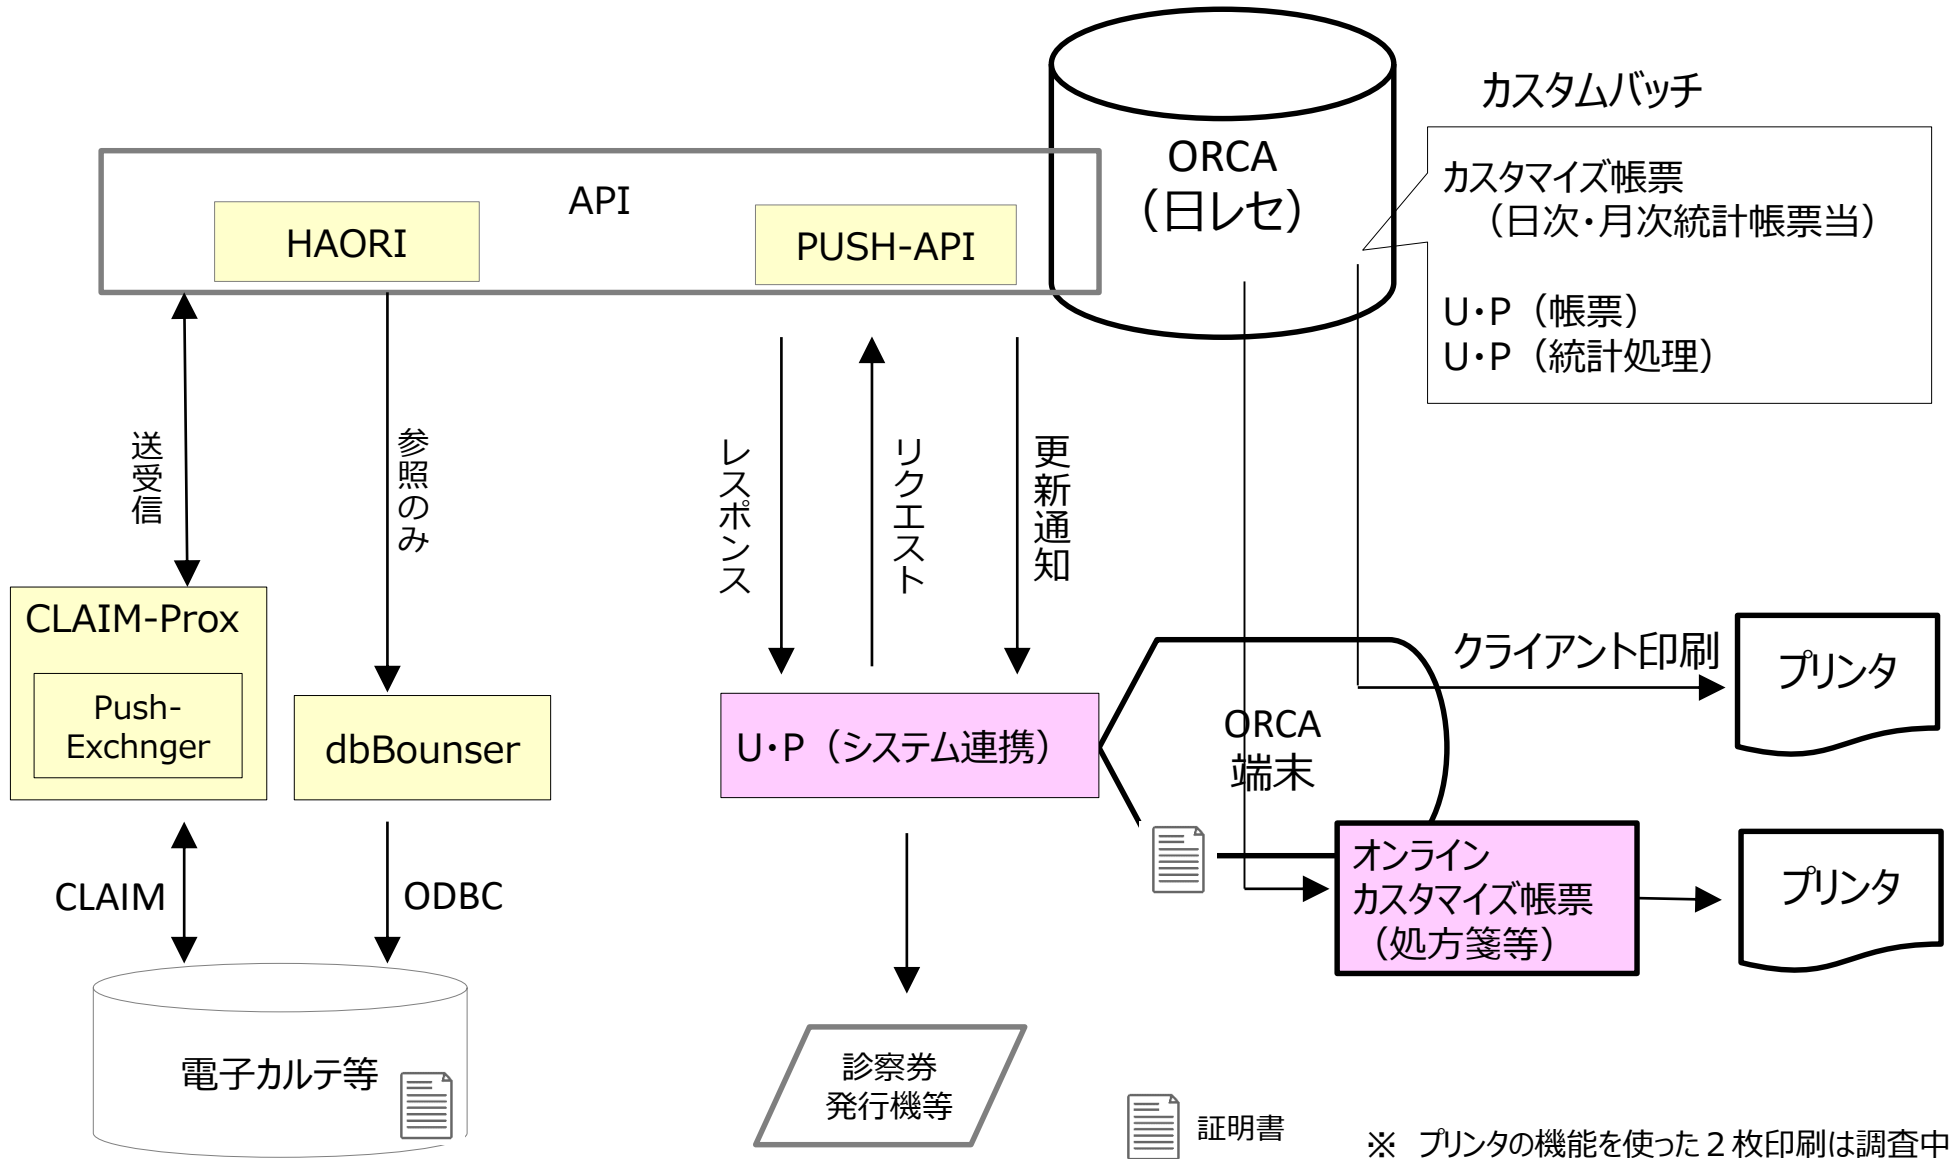 カスタムバッチ
ORCA
（日レセ）
カスタマイズ帳票
（日次・月次統計帳票当）
U・P（帳票）
U・P（統計処理）
API
HAORI
PUSH-API
送受信
参照のみ
レスポンス
リクエスト
更新通知
CLAIM-Prox
Push-
Exchnger
dbBounser
U・P（システム連携）
ORCA
端末
クライアント印刷
プリンタ
オンライン
カスタマイズ帳票
（処方箋等）
プリンタ
CLAIM
ODBC
電子カルテ等
診察券
発行機等
証明書
※　プリンタの機能を使った２枚印刷は調査中